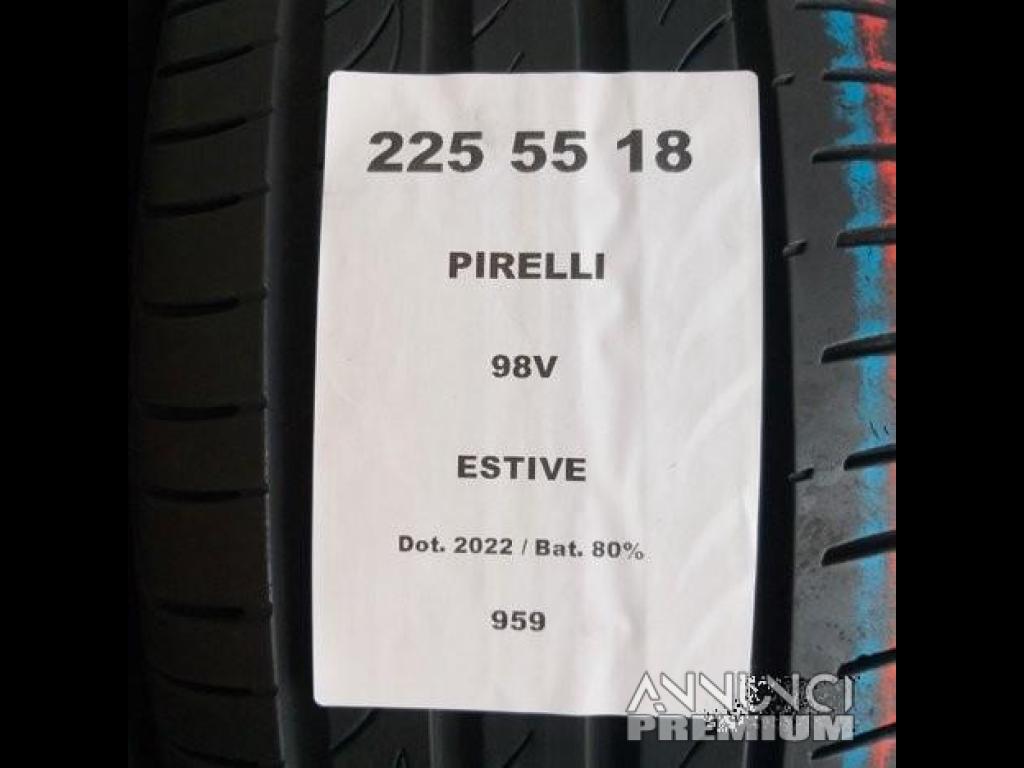 225 55 18
PIRELLI
98V
ESTIVE
Dot. 2022 / Bat. 80%
959
ANNUNCI
PREMIUM